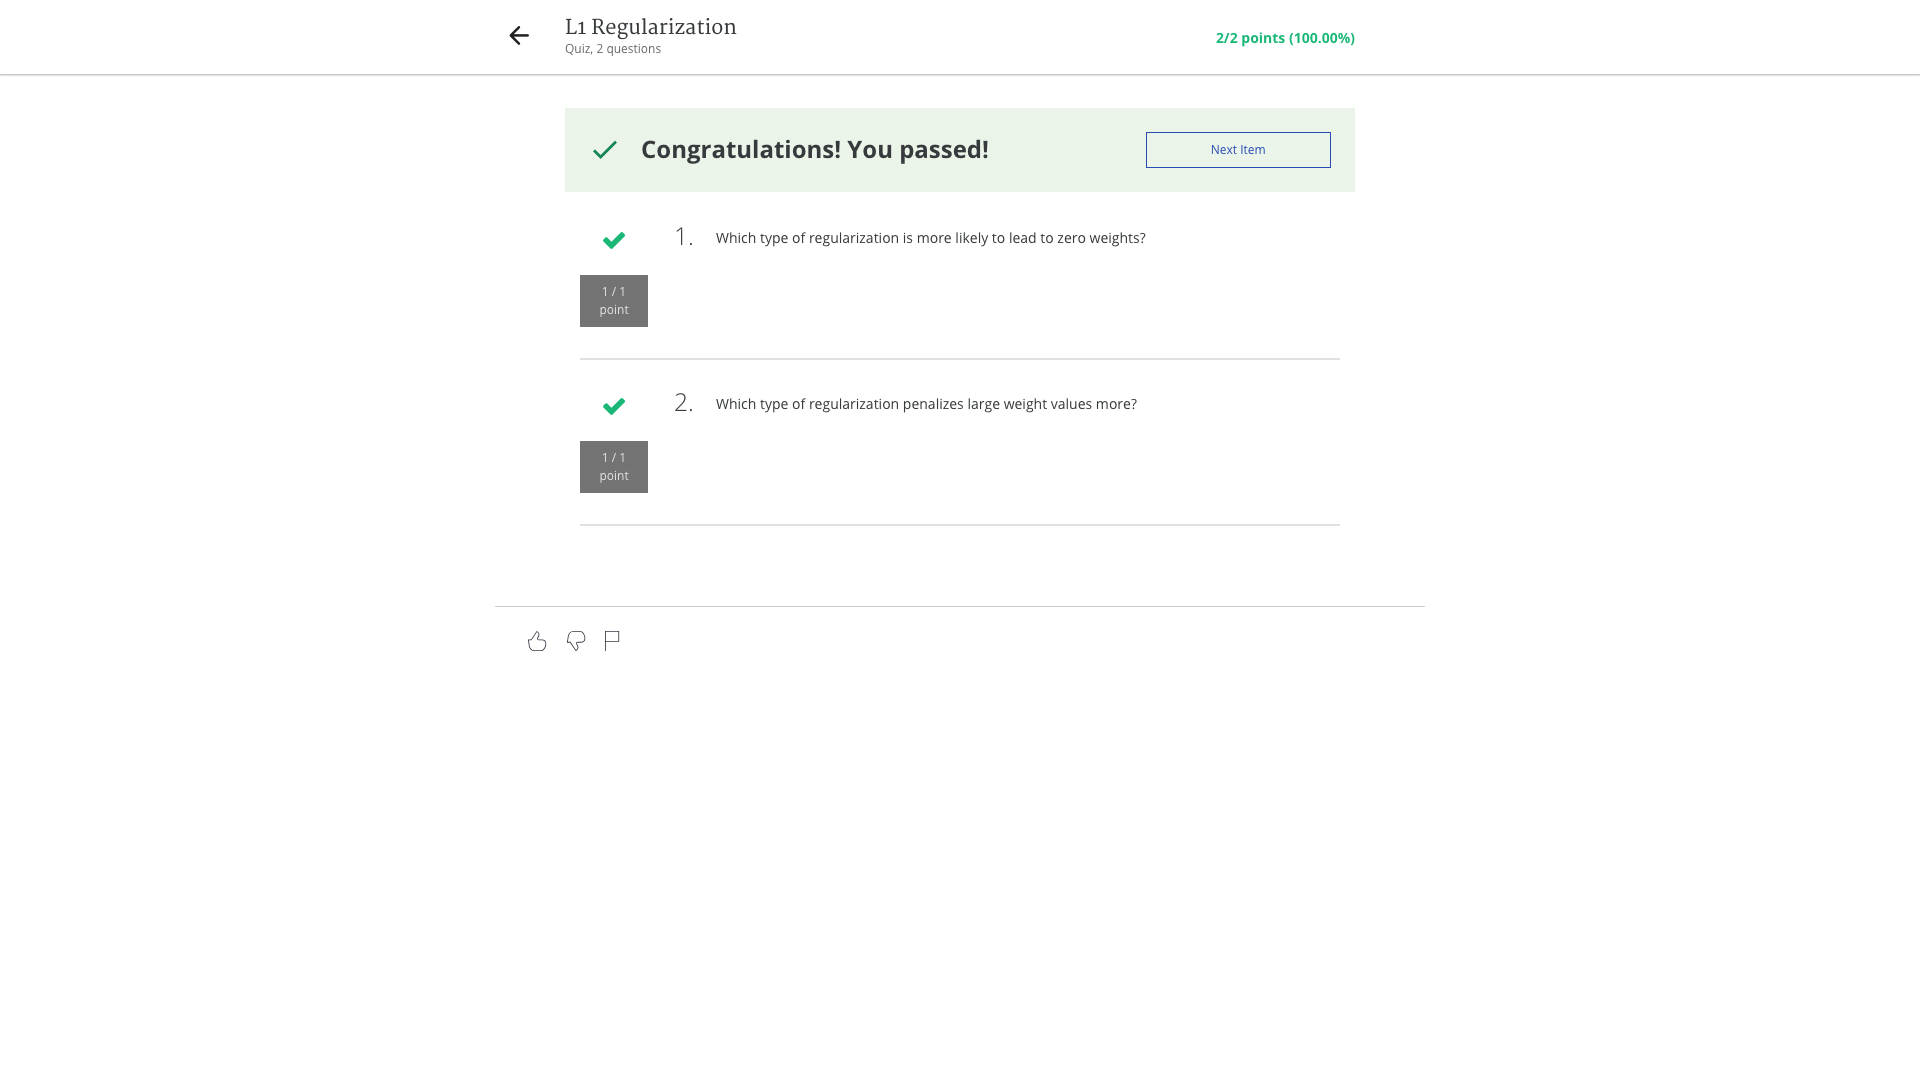 L1 Regularization
Quiz, 2 questions
2/2 points (100.00%)
Congratulations! You passed!
Next Item
1.
Which type of regularization is more likely to lead to zero weights?
1 / 1
point
2.
Which type of regularization penalizes large weight values more?
1 / 1
point